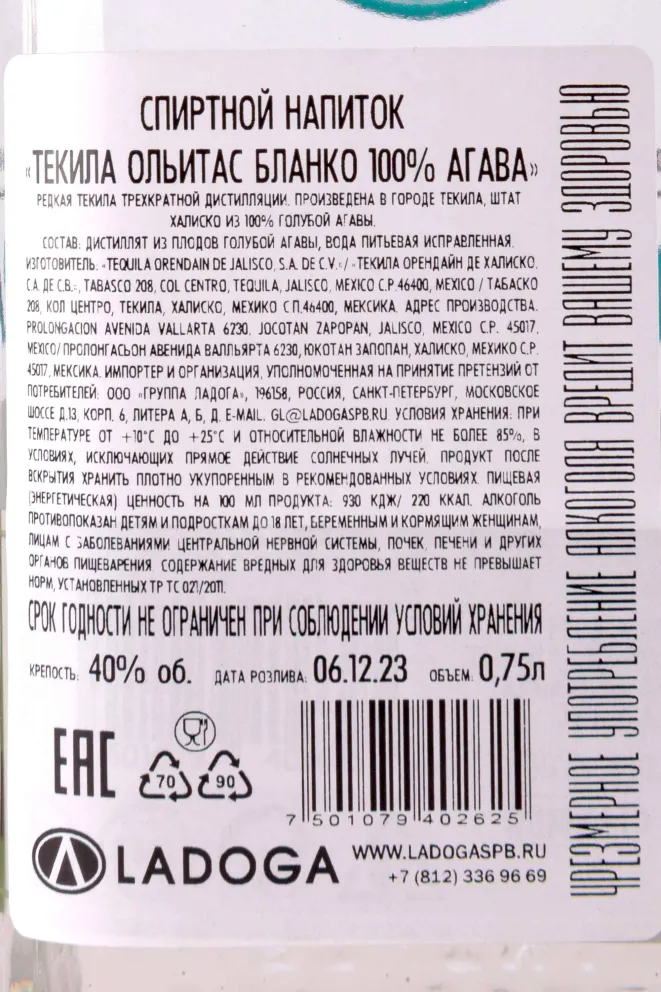 СПИРТНОЙ НАПИТОК
«ТЕКИЛА ОЛЬИТАС БЛАНКО 100% АГАВА»
РЕДКАЯ ТЕКИЛА ТРЕХКРАТНОЙ ДИСТИЛЛЯЦИИ. ПРОИЗВЕДЕНА В ГОРОДЕ ТЕКИЛА, ШТАТ
ХАЛИСКО ИЗ 100% ГОЛУБОЙ АГАВЫ.
СОСТАВ: ДИСТИЛЛЯТ ИЗ ПЛОДОВ ГОЛУБОЙ АГАВЫ, ВОДА ПИТЬЕВАЯ ИСПРАВЛЕННАЯ.
ИЗГОТОВИТЕЛЬ: «TEQUILA ORENDAIN DE JALISCO, S.A. DE C.V.» / «ТЕКИЛА ОРЕНДАЙН ДЕ ХАЛИСКО.
С.А. ДЕ С.В.», TABASCO 208, COL CENTRO, TEQUILA, JALISCO, MEXICO C.P.46400, MEXICO / ТАБАСКО
208, КОЛ ЦЕНТРО, ТЕКИЛА, ХАЛИСКО, МЕХИКО С.П.46400, МЕКСИКА. АДРЕС ПРОИЗВОДСТВА:
PROLONGACION AVENIDA VALLARTA 6230, JOCOTAN ZAPOPAN, JALISCO, MEXICO C.P. 45017,
MEXICO/ ПРОЛОНГАСЬОН АВЕНИДА ВАЛЛЬЯРТА 6230, ЮКОТАН ЗАПОПАН, ХАЛИСКО, МЕХИКО С.Р.
45017, МЕКСИКА. ИМПОРТЕР И ОРГАНИЗАЦИЯ, УПОЛНОМОЧЕННАЯ НА ПРИНЯТИЕ ПРЕТЕНЗИЙ ОТ
ПОТРЕБИТЕЛЕЙ: ООО «ГРУППА ЛАДОГА», 196158, РОССИЯ, САНКТ-ПЕТЕРБУРГ, МОСКОВСКОЕ
ШОССЕ Д.13, КОРП. 6, ЛИТЕРА А, Б, Д. E-MAIL: GL@LADOGASPB.RU. УСЛОВИЯ ХРАНЕНИЯ: ПРИ
ТЕМПЕРАТУРЕ ОТ +10°С ДО +25°С И ОТНОСИТЕЛЬНОЙ ВЛАЖНОСТИ НЕ БОЛЕЕ 85%, В
УСЛОВИЯХ, ИСКЛЮЧАЮЩИХ ПРЯМОЕ ДЕЙСТВИЕ СОЛНЕЧНЫХ ЛУЧЕЙ. ПРОДУКТ ПОСЛЕ
ВСКРЫТИЯ ХРАНИТЬ ПЛОТНО УКУПОРЕННЫМ В РЕКОМЕНДОВАННЫХ УСЛОВИЯХ. ПИЩЕВАЯ
(ЭНЕРГЕТИЧЕСКАЯ) ЦЕННОСТЬ НА 100 МЛ ПРОДУКТА: 930 КДЖ/ 220 ККАЛ. АЛКОГОЛЬ
ПРОТИВОПОКАЗАН ДЕТЯМ И ПОДРОСТКАМ ДО 18 ЛЕТ, БЕРЕМЕННЫМ И КОРМЯЩИМ ЖЕНЩИНАМ,
ЛИЦАМ С ЗАБОЛЕВАНИЯМИ ЦЕНТРАЛЬНОЙ НЕРВНОЙ СИСТЕМЫ, ПОЧЕК, ПЕЧЕНИ И ДРУГИХ
ОРГАНОВ ПИЩЕВАРЕНИЯ. СОДЕРЖАНИЕ ВРЕДНЫХ ДЛЯ ЗДОРОВЬЯ ВЕЩЕСТВ НЕ ПРЕВЫШАЕТ
НОРМ, УСТАНОВЛЕННЫХ ТР ТС 021/2011.
СРОК ГОДНОСТИ НЕ ОГРАНИЧЕН ПРИ СОБЛЮДЕНИИ УСЛОВИЙ ХРАНЕНИЯ
КРЕПОСТЬ: 40% об. ДАТА РОЗЛИВА: 06.12.23 ОБЪЕМ: 0,75л
EAC
70 90
7 501079 402625
LADOGA
WWW.LADOGASPB.RU
+7 (812) 336 96 69
ЧРЕЗМЕРНОЕ УПОТРЕБЛЕНИЕ АЛКОГОЛЯ ВРЕДИТ ВАШЕМУ ЗДОРОВЬЮ